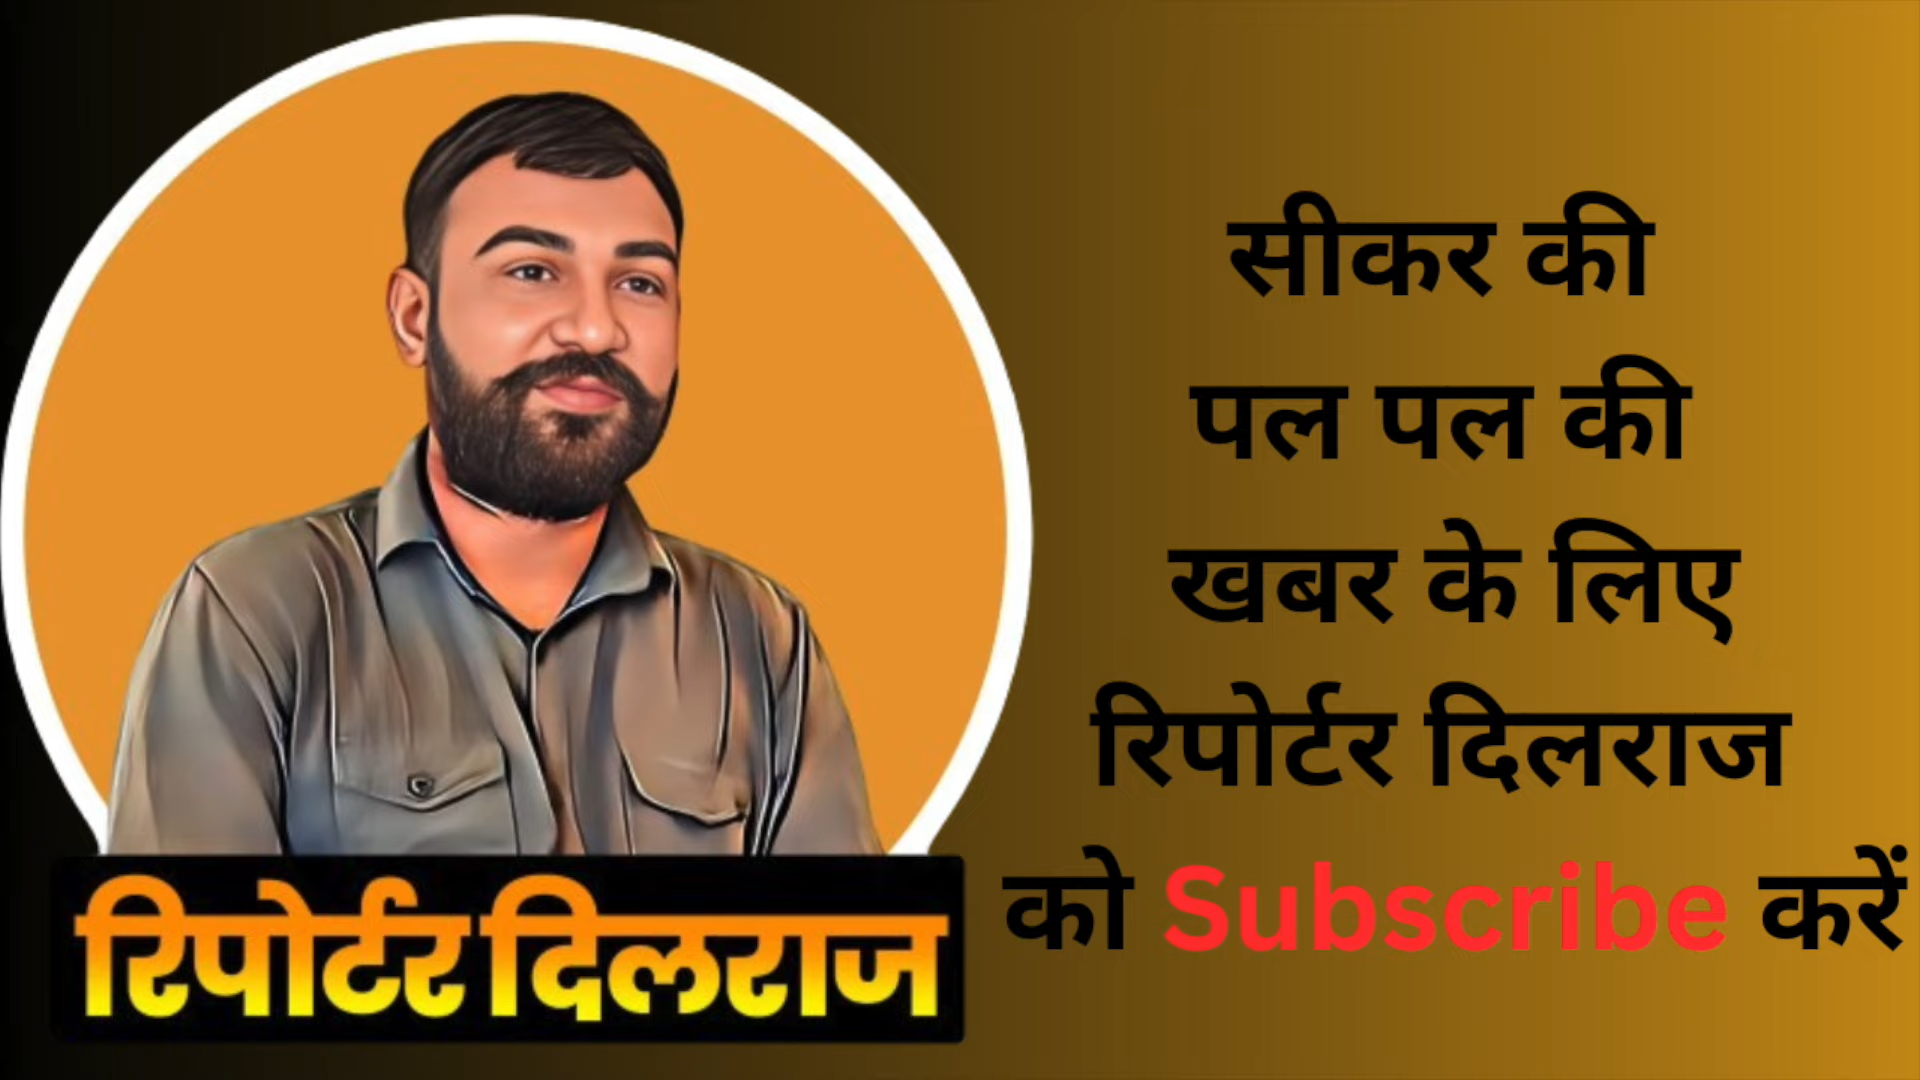 सीकर की
पल पल की
खबर के लिए
रिपोर्टर दिलराज
को Subscribe करें
रिपोर्टर दिलराज